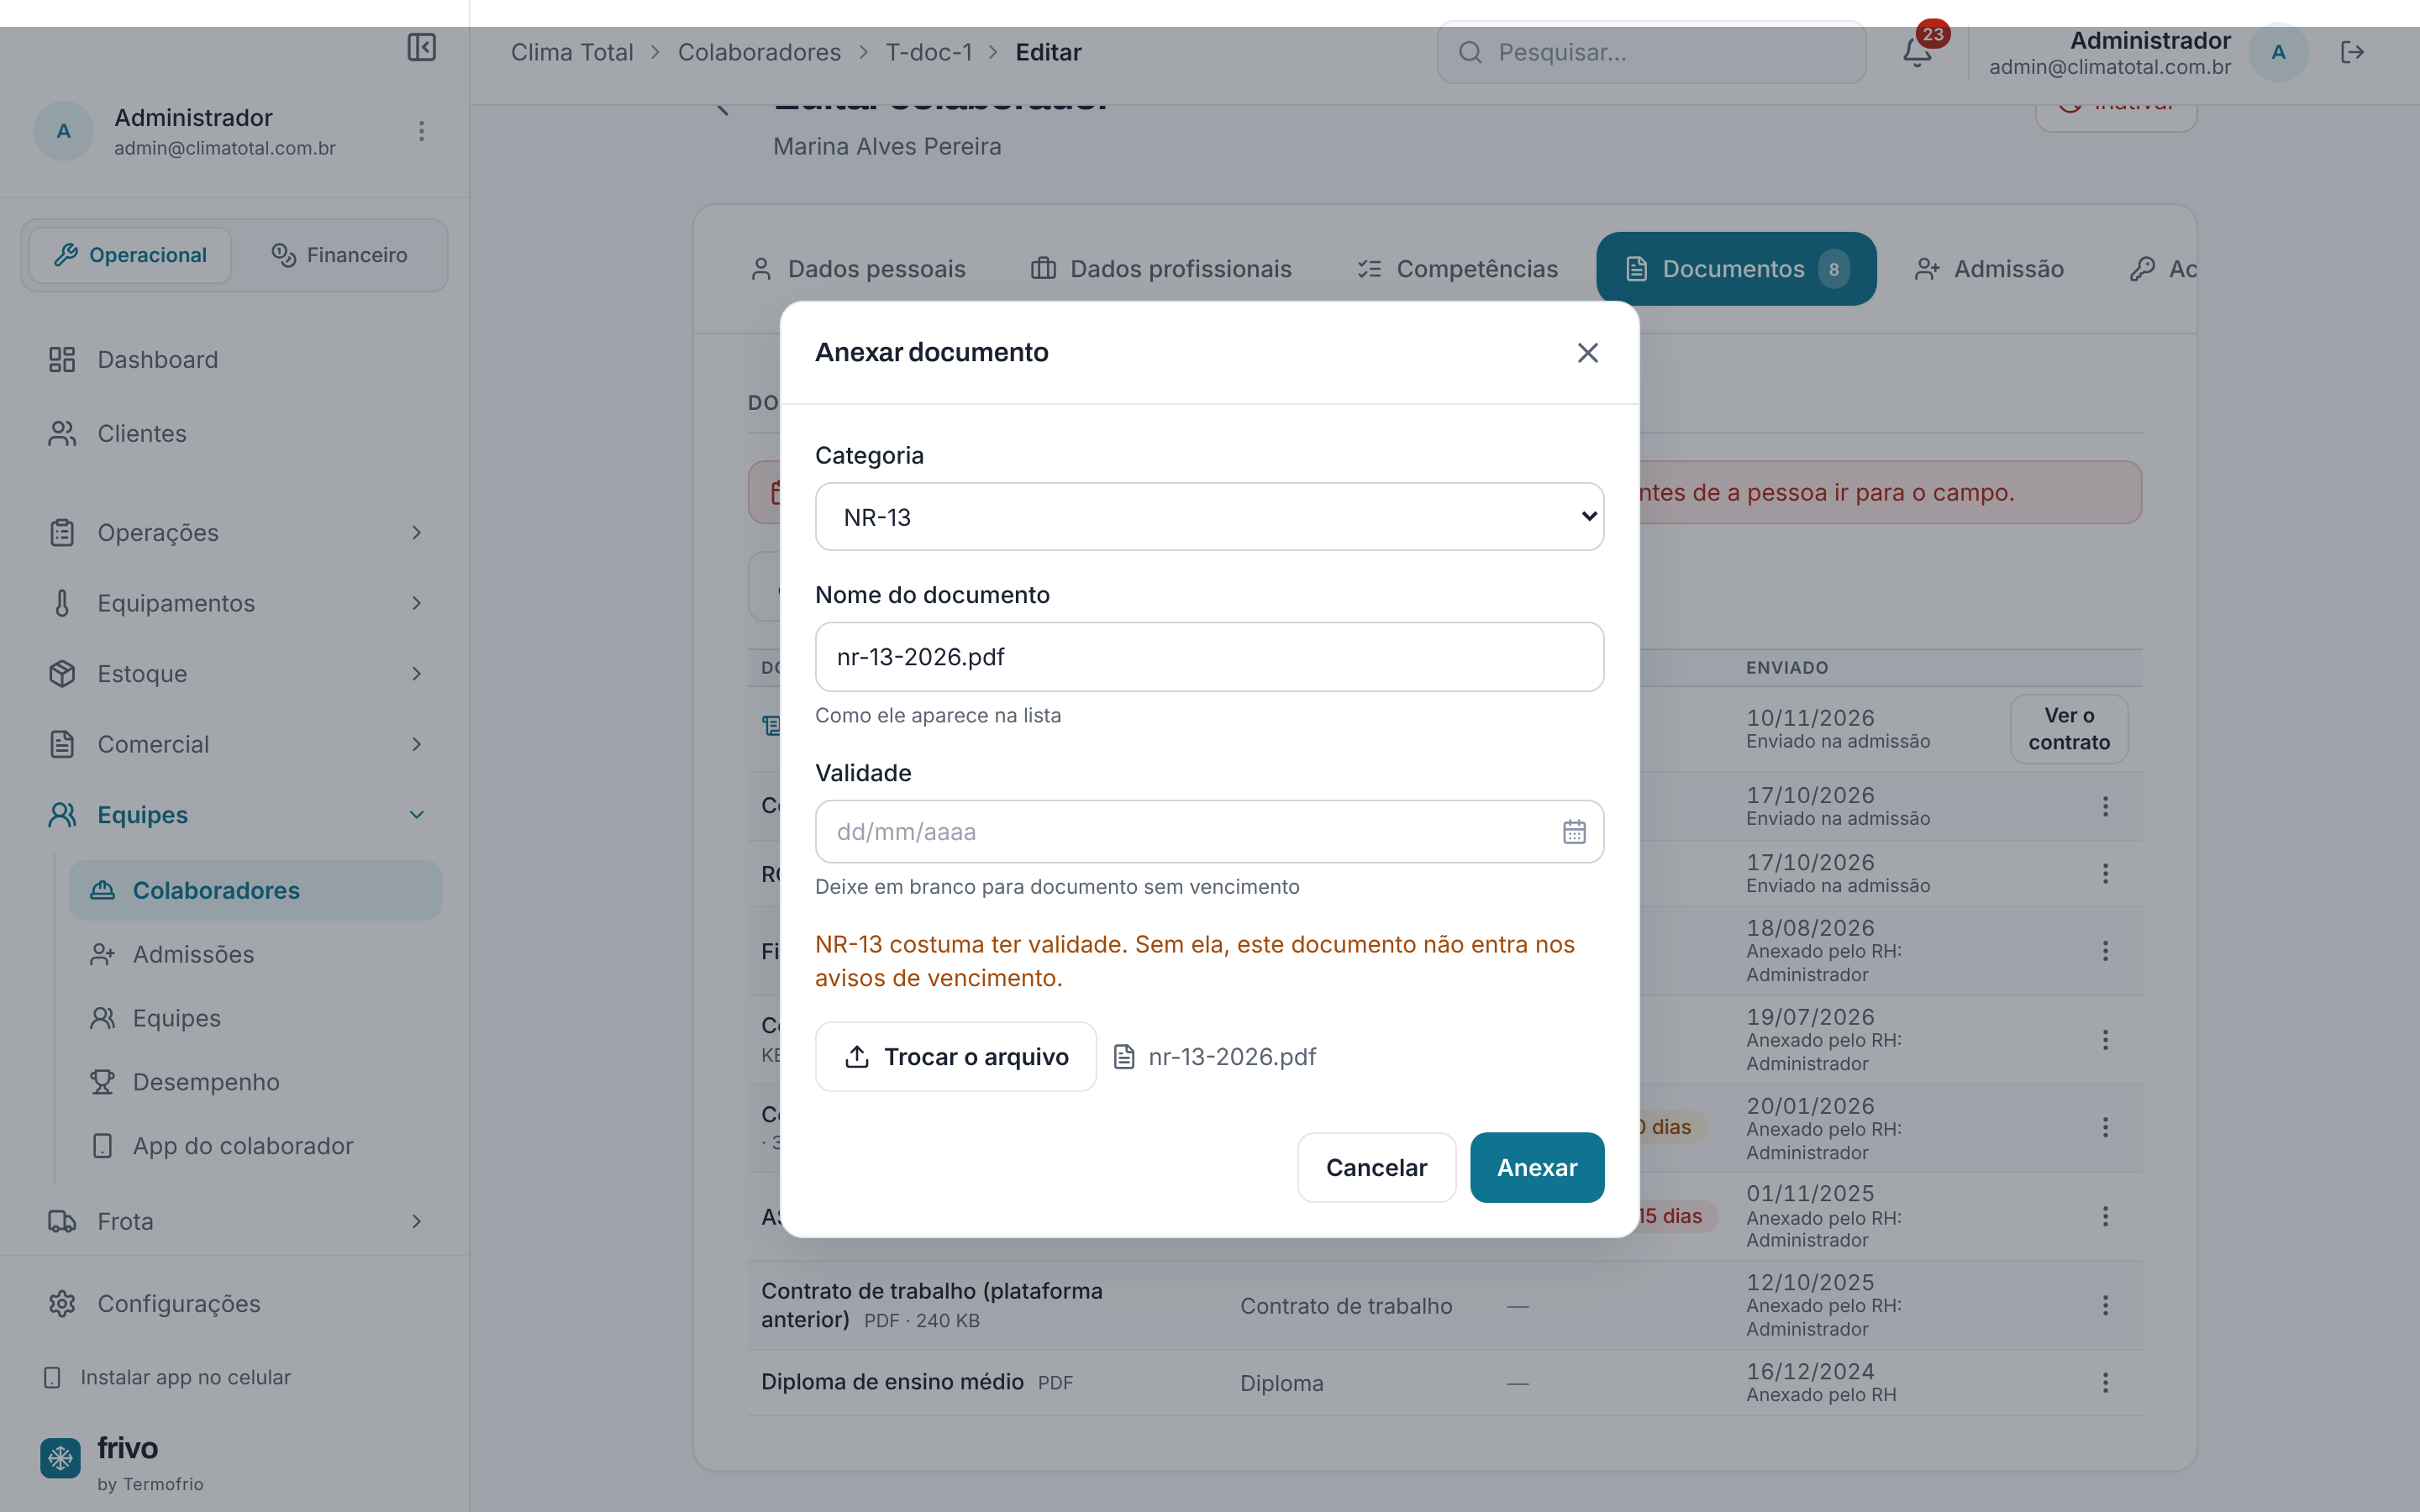 Clima Total > Colaboradores > T-doc-1 > Editar
Pesquisar...
23
Administrador
admin@climatotal.com.br
A
A
Administrador
admin@climatotal.com.br
Operacional
Financeiro
Dashboard
Clientes
Operações
Equipamentos
Estoque
Comercial
Equipes
Colaboradores
Admissões
Equipes
Desempenho
App do colaborador
Frota
Configurações
Instalar app no celular
frivo
by Termofrio
Editar colaborador
Inativar
Marina Alves Pereira
Dados pessoais
Dados profissionais
Competências
Documentos 8
Admissão
Ac
Anexar documento
Categoria
NR-13
Nome do documento
nr-13-2026.pdf
Como ele aparece na lista
Validade
dd/mm/aaaa
Deixe em branco para documento sem vencimento
NR-13 costuma ter validade. Sem ela, este documento não entra nos
avisos de vencimento.
Trocar o arquivo
nr-13-2026.pdf
Cancelar
Anexar
de a pessoa ir para o campo.
ENVIADO
10/11/2026
Enviado na admissão
Ver o
contrato
17/10/2026
Enviado na admissão
17/10/2026
Enviado na admissão
18/08/2026
Anexado pelo RH:
Administrador
19/07/2026
Anexado pelo RH:
Administrador
dias
20/01/2026
Anexado pelo RH:
Administrador
15 dias
01/11/2025
Anexado pelo RH:
Administrador
Contrato de trabalho (plataforma
anterior) PDF · 240 KB
Contrato de trabalho
—
12/10/2025
Anexado pelo RH:
Administrador
Diploma de ensino médio PDF
Diploma
—
16/12/2024
Anexado pelo RH